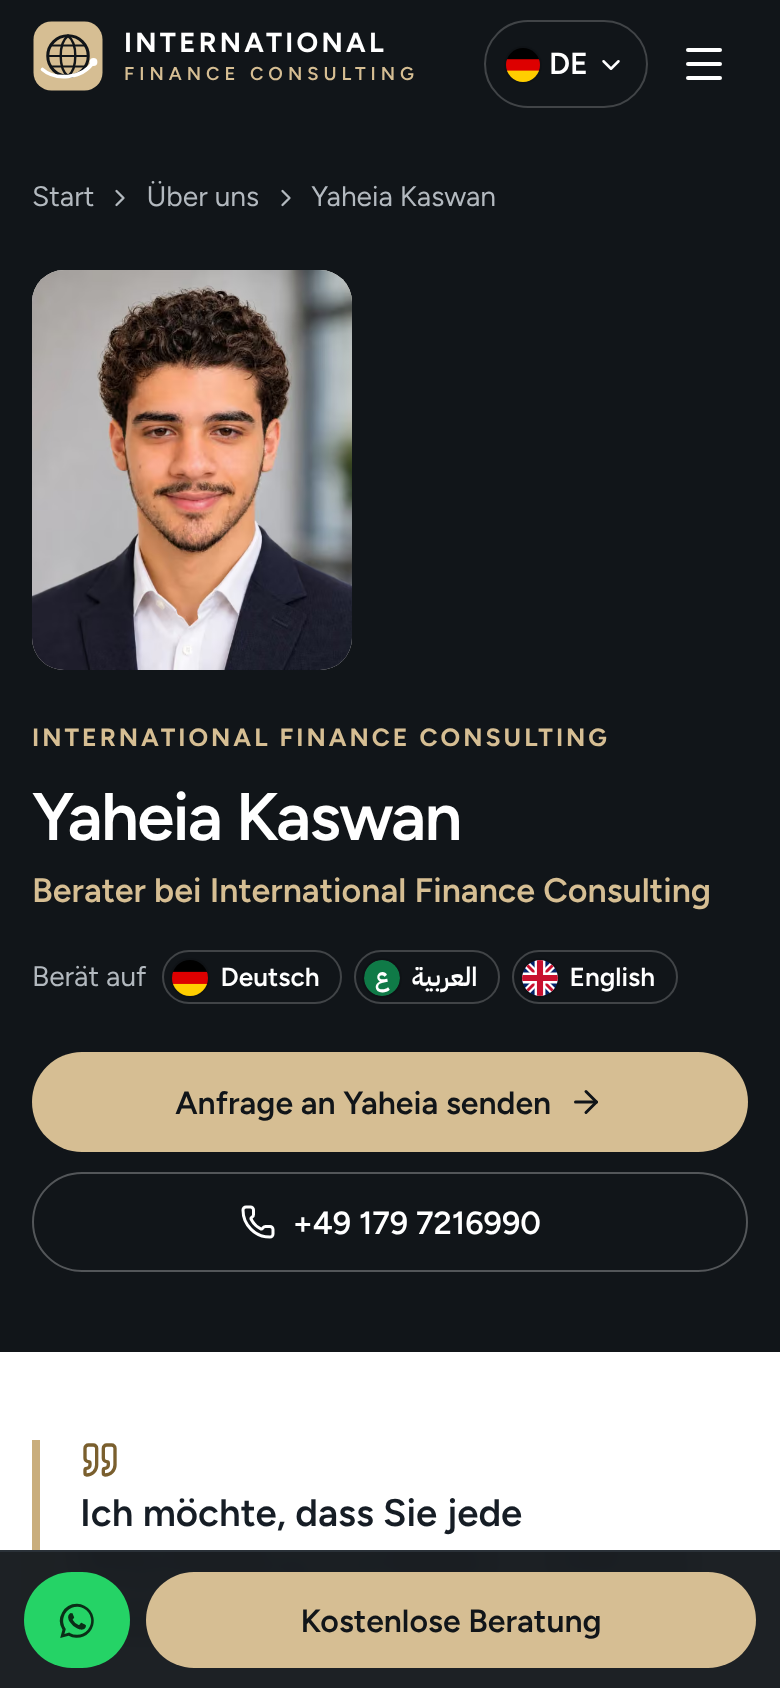 INTERNATIONAL
FINANCE CONSULTING
DE
Start > Über uns > Yaheia Kaswan
INTERNATIONAL FINANCE CONSULTING
Yaheia Kaswan
Berater bei International Finance Consulting
Berät auf Deutsch ع العربية English
Anfrage an Yaheia senden →
+49 179 7216990
Ich möchte, dass Sie jede
Kostenlose Beratung